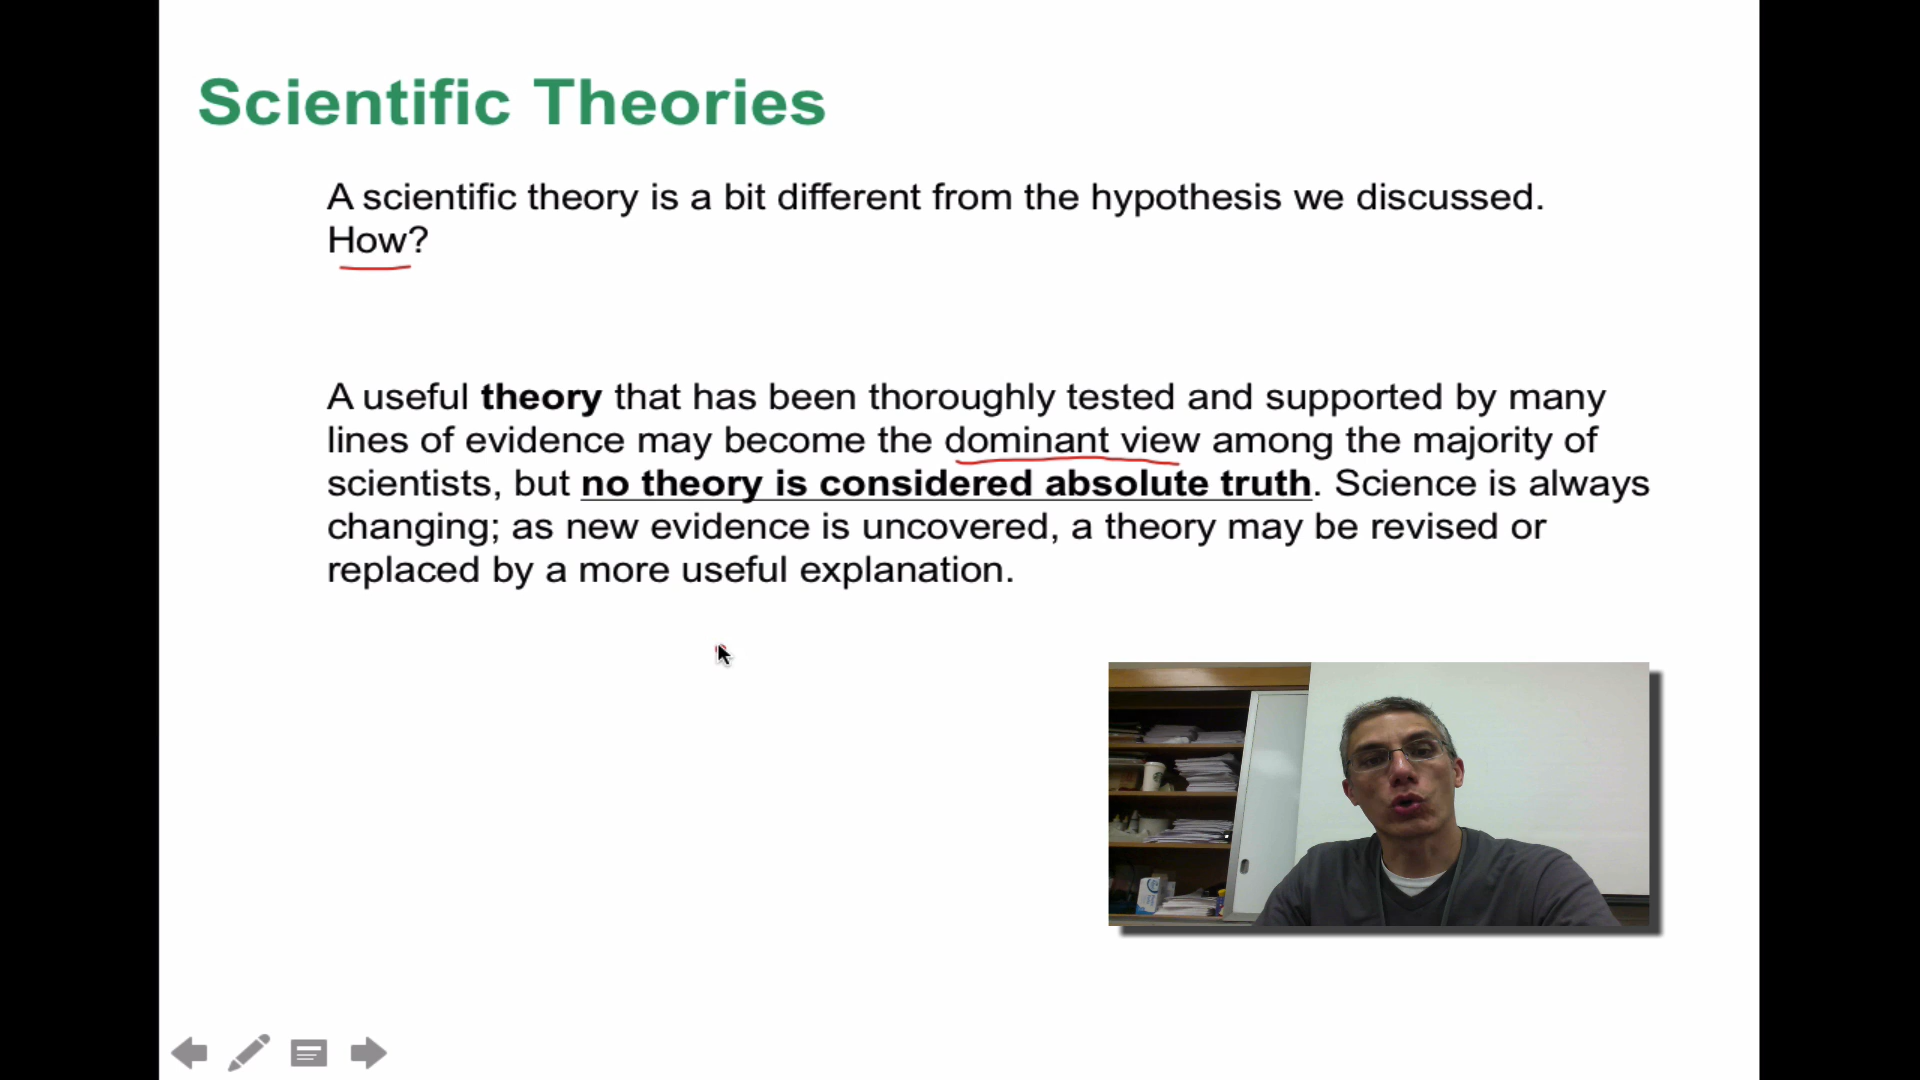 Scientific Theories
A scientific theory is a bit different from the hypothesis we discussed.
How?
A useful theory that has been thoroughly tested and supported by many
lines of evidence may become the dominant view among the majority of
scientists, but no theory is considered absolute truth. Science is always
changing; as new evidence is uncovered, a theory may be revised or
replaced by a more useful explanation.